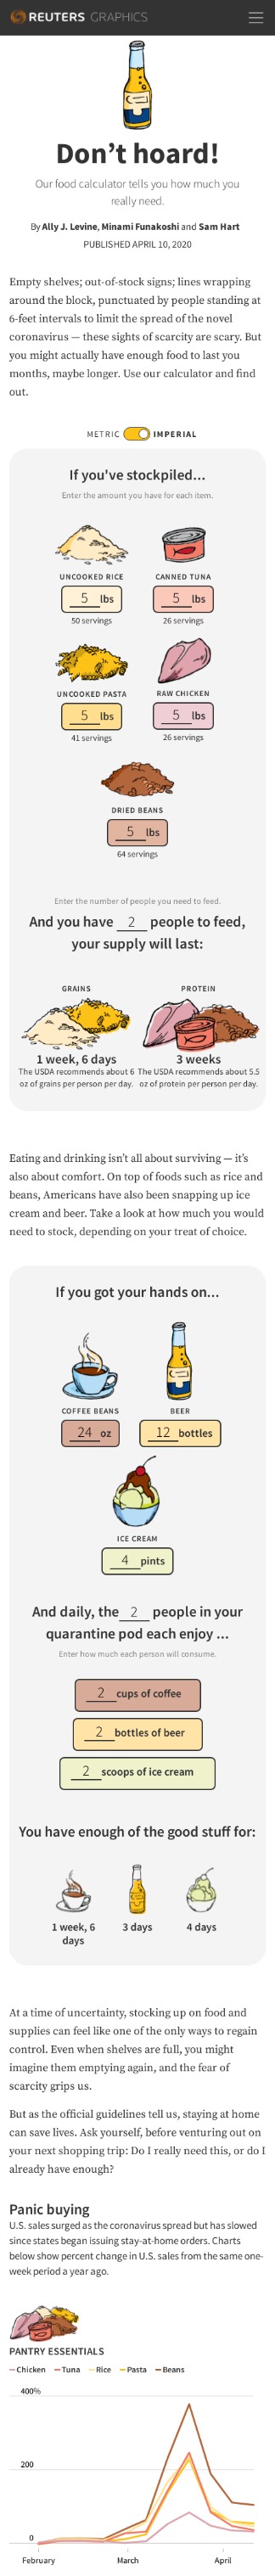 REUTERS GRAPHICS
Don't hoard!
Our food calculator tells you how much you
really need.
By Ally J. Levine, Minami Funakoshi and Sam Hart
PUBLISHED APRIL 10, 2020
Empty shelves; out-of-stock signs; lines wrapping
around the block, punctuated by people standing at
6-feet intervals to limit the spread of the novel
coronavirus — these sights of scarcity are scary. But
you might actually have enough food to last you
months, maybe longer. Use our calculator and find
out.
METRIC IMPERIAL
If you've stockpiled...
Enter the amount you have for each item.
UNCOOKED RICE CANNED TUNA
5 lbs 5 lbs
50 servings 26 servings
UNCOOKED PASTA RAW CHICKEN
5 lbs 5 lbs
41 servings 26 servings
DRIED BEANS
5 lbs
64 servings
Enter the number of people you need to feed.
And you have 2 people to feed,
your supply will last:
GRAINS PROTEIN
1 week, 6 days 3 weeks
The USDA recommends about 6 The USDA recommends about 5.5
oz of grains per person per day. oz of protein per person per day.
Eating and drinking isn't all about surviving — it's
also about comfort. On top of foods such as rice and
beans, Americans have also been snapping up ice
cream and beer. Take a look at how much you would
need to stock, depending on your treat of choice.
If you got your hands on...
COFFEE BEANS BEER
24 oz 12 bottles
ICE CREAM
4 pints
And daily, the 2 people in your
quarantine pod each enjoy ...
Enter how much each person will consume.
2 cups of coffee
2 bottles of beer
2 scoops of ice cream
You have enough of the good stuff for:
1 week, 6 3 days 4 days
days
At a time of uncertainty, stocking up on food and
supplies can feel like one of the only ways to regain
control. Even when shelves are full, you might
imagine them emptying again, and the fear of
scarcity grips us.
But as the official guidelines tell us, staying at home
can save lives. Ask yourself, before venturing out on
your next shopping trip: Do I really need this, or do I
already have enough?
Panic buying
U.S. sales surged as the coronavirus spread but has slowed
since states began issuing stay-at-home orders. Charts
below show percent change in U.S. sales from the same one-
week period a year ago.
PANTRY ESSENTIALS
Chicken Tuna Rice Pasta Beans
400%
200
0
February March April